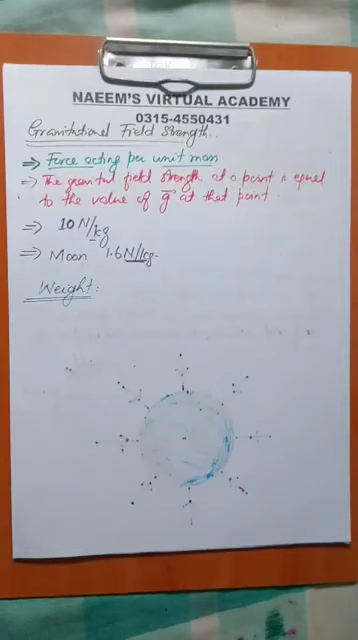 NAEEM'S VIRTUAL ACADEMY
0315-4550431
Gravitational Field Strength:
⇒ Force acting per unit mass
⇒ The gravital field strength at a point is equal
to the value of g⃗ at that point.
⇒ 10 N/kg
⇒ Moon 1.6 N/kg.
Weight: